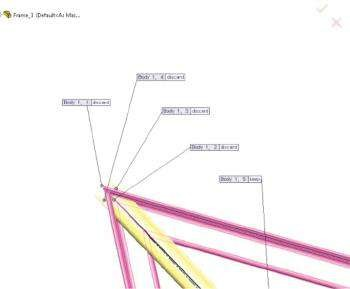 Frame_3 (Default<As Mac...
Body 1, 4 discard
Body 1, 1 discard
Body 1, 3 discard
Body 1, 2 discard
Body 1, 5 keep